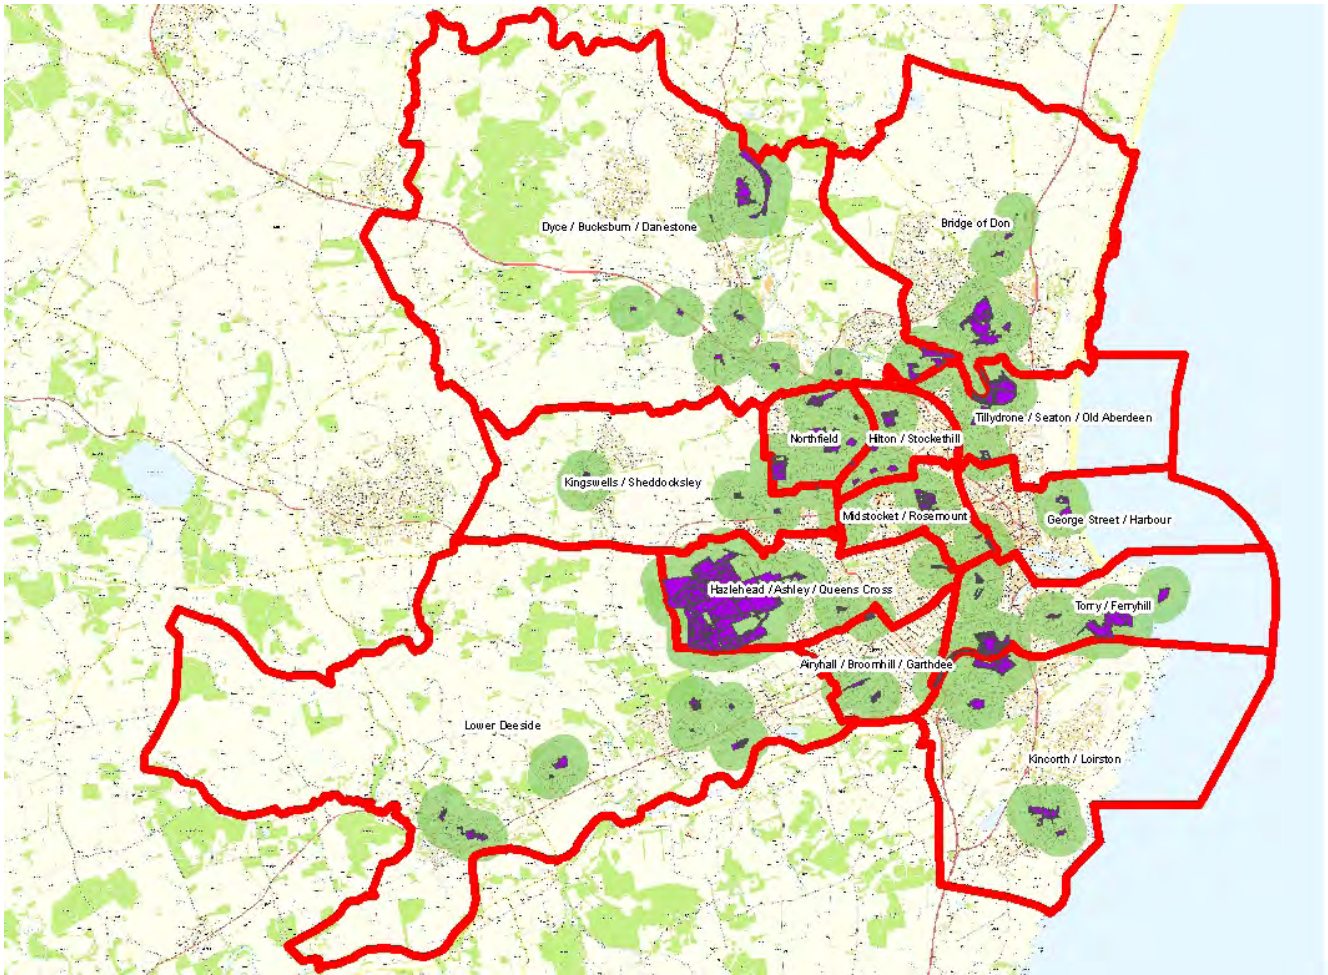 Bridge of Don
Dyce / Bucksburn / Danestone
Tillydrone / Seaton / Old Aberdeen
Northfield
Hilton / Stockethill
Kingswells / Sheddocksley
Midstocket / Rosemount
George Street / Harbour
Hazlehead / Ashley / Queens Cross
Torry / Ferryhill
Airyhall / Broomhill / Garthdee
Lower Deeside
Kincorth / Loirston